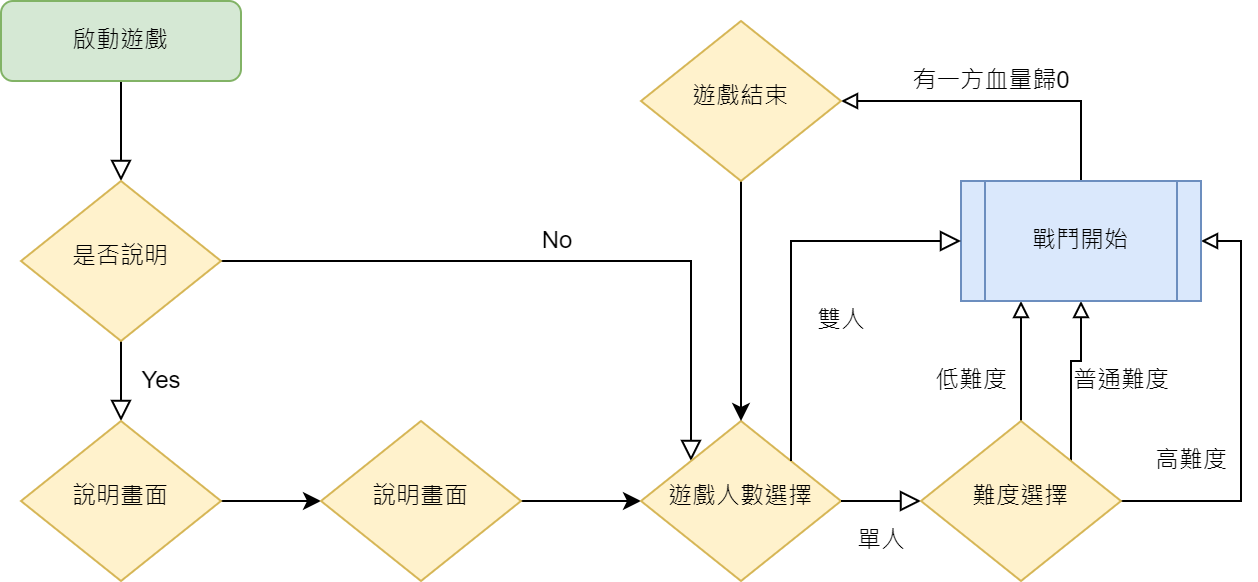 啟動遊戲
遊戲結束
有一方血量歸0
是否說明
No
戰鬥開始
雙人
Yes
低難度
普通難度
高難度
說明畫面
說明畫面
遊戲人數選擇
難度選擇
單人